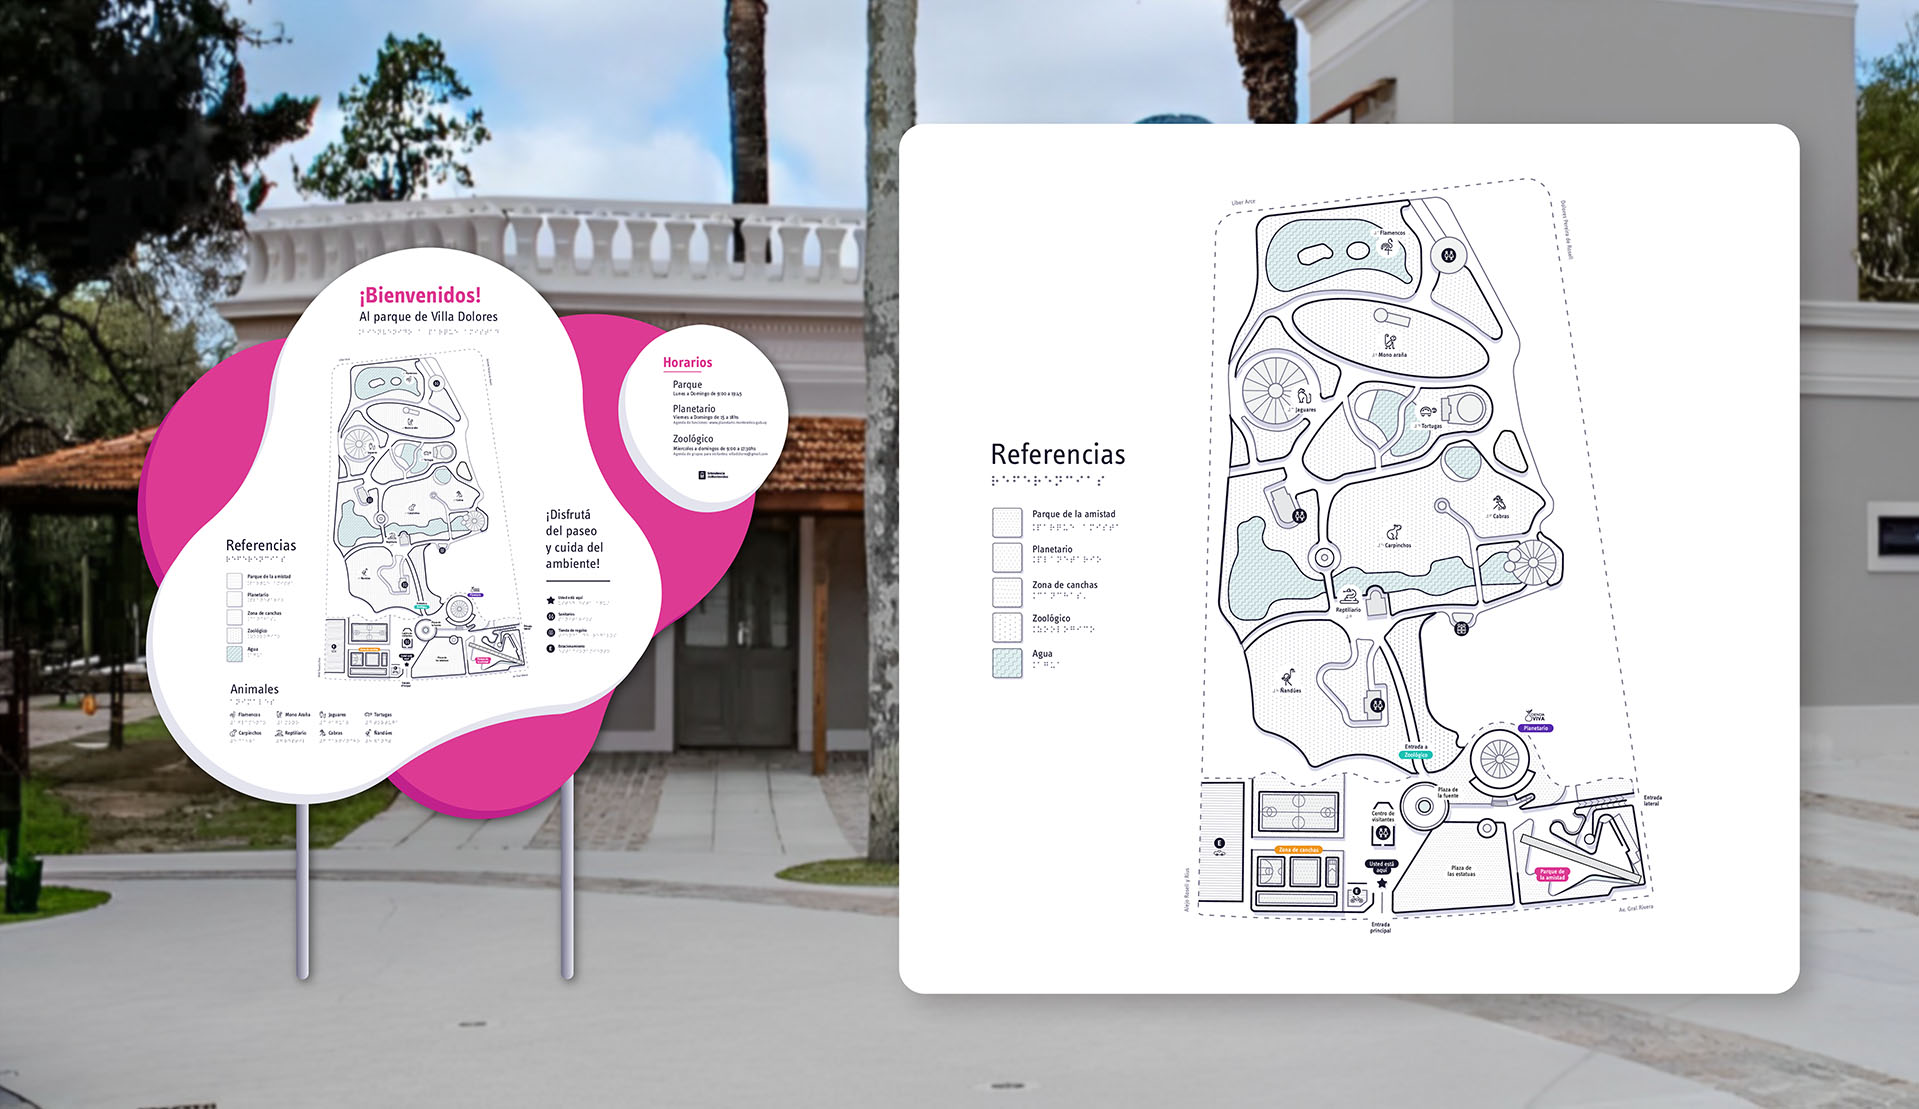 ¡Bienvenidos!
Al parque de Villa Dolores
Horarios
Parque
Lunes a Domingo de 9:00 a 19:45
Planetario
Viernes a Domingo de 15 a 18hs
Zoológico
Miércoles a domingos de 9:00 a 17:30hs
¡Disfrutá
del paseo
y cuida del
ambiente!
Usted está aquí
Sanitarios
Tienda de regalos
Estacionamiento
Referencias
Parque de la amistad
Planetario
Zona de canchas
Zoológico
Agua
Animales
Flamencos
Mono Araña
Jaguares
Tortugas
Carpinchos
Reptiliario
Cabras
Ñandúes
Referencias
Parque de la amistad
Planetario
Zona de canchas
Zoológico
Agua
Uber Arce
Dolores Pereira de Rosell
Flamencos
Mono araña
Jaguares
Tortugas
Cabras
Carpinchos
Reptiliario
Ñandúes
CIENCIA
VIVA
Planetario
Entrada a
Zoológico
Plaza de
la fuente
Entrada
lateral
Centro de
visitantes
E
Zona de canchas
Usted está
aquí
Plaza de
las estatuas
Parque de
la amistad
E
Alejo Rosell y Rius
Av. Gral Rivera
Entrada
principal